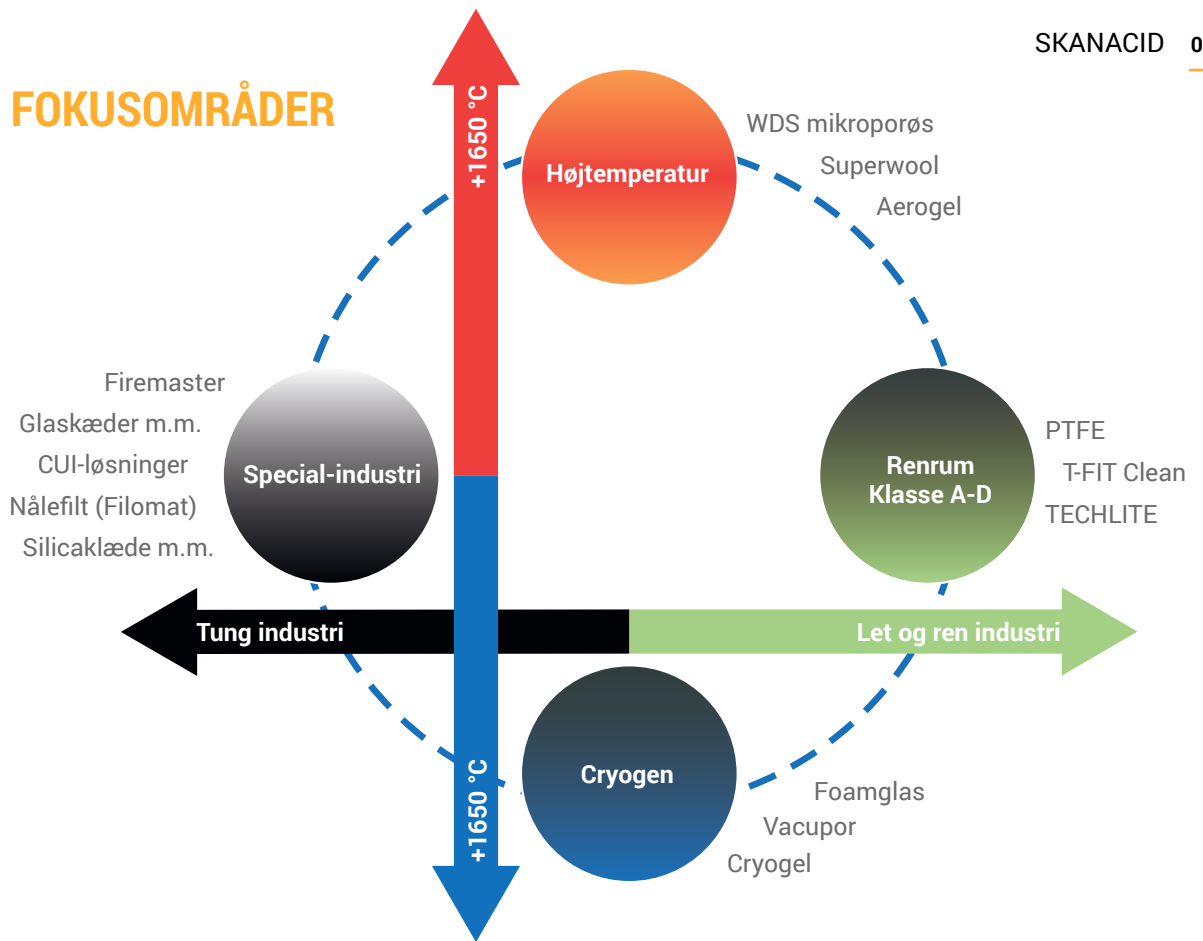 SKANACID 0
FOKUSOMRÅDER
+1650 °C
Højtemperatur
WDS mikroporøs
Superwool
Aerogel
Firemaster
Glaskæder m.m.
CUI-løsninger
Nålefilt (Filomat)
Silicaklæde m.m.
Special-industri
Renrum
Klasse A-D
PTFE
T-FIT Clean
TECHLITE
Tung industri
Let og ren industri
+1650 °C
Cryogen
Foamglas
Vacupor
Cryogel